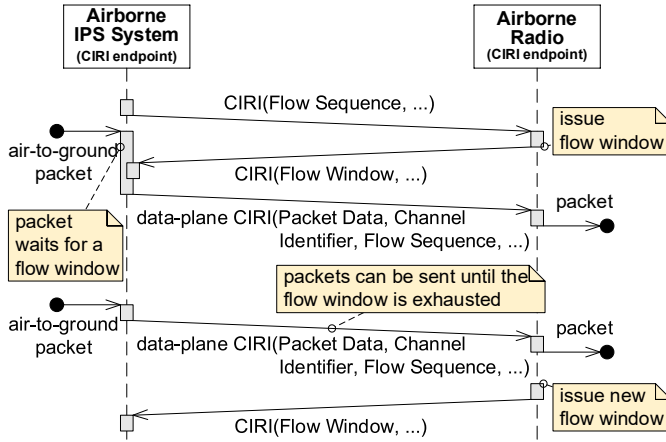 Airborne
IPS System
(CIRI endpoint)
Airborne
Radio
(CIRI endpoint)
CIRI(Flow Sequence, ...)
issue
flow window
air-to-ground
packet
CIRI(Flow Window, ...)
packet
waits for a
flow window
data-plane CIRI(Packet Data, Channel
Identifier, Flow Sequence, ...)
packet
packets can be sent until the
flow window is exhausted
air-to-ground
packet
data-plane CIRI(Packet Data, Channel
Identifier, Flow Sequence, ...)
packet
issue new
flow window
CIRI(Flow Window, ...)